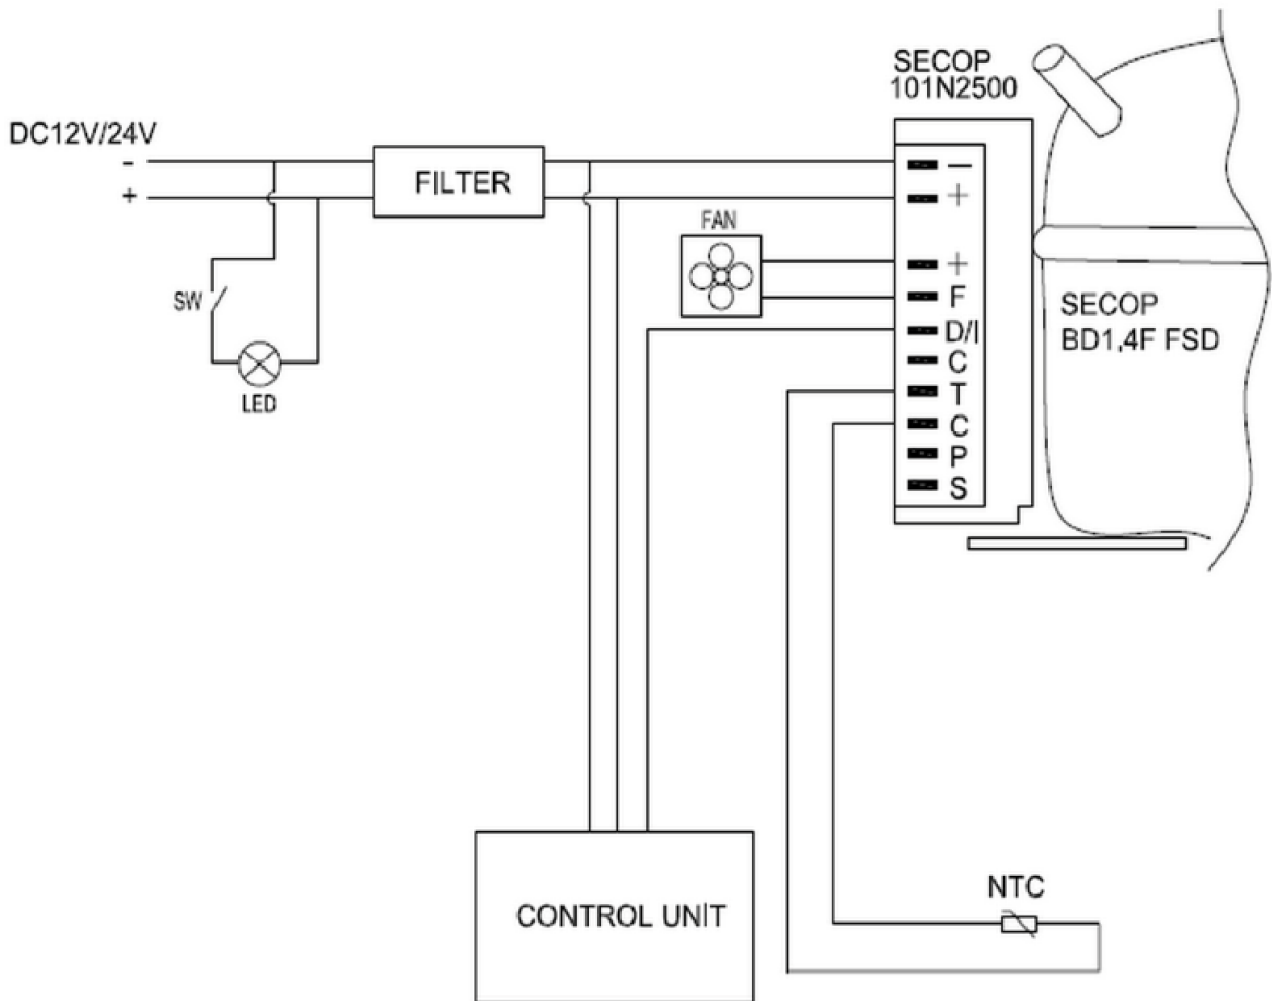 SECOP
101N2500
DC12V/24V
-
+
FILTER
−
+
FAN
+
F
D/I
C
T
C
P
S
SW
LED
SECOP
BD1,4F FSD
NTC
CONTROL UNIT